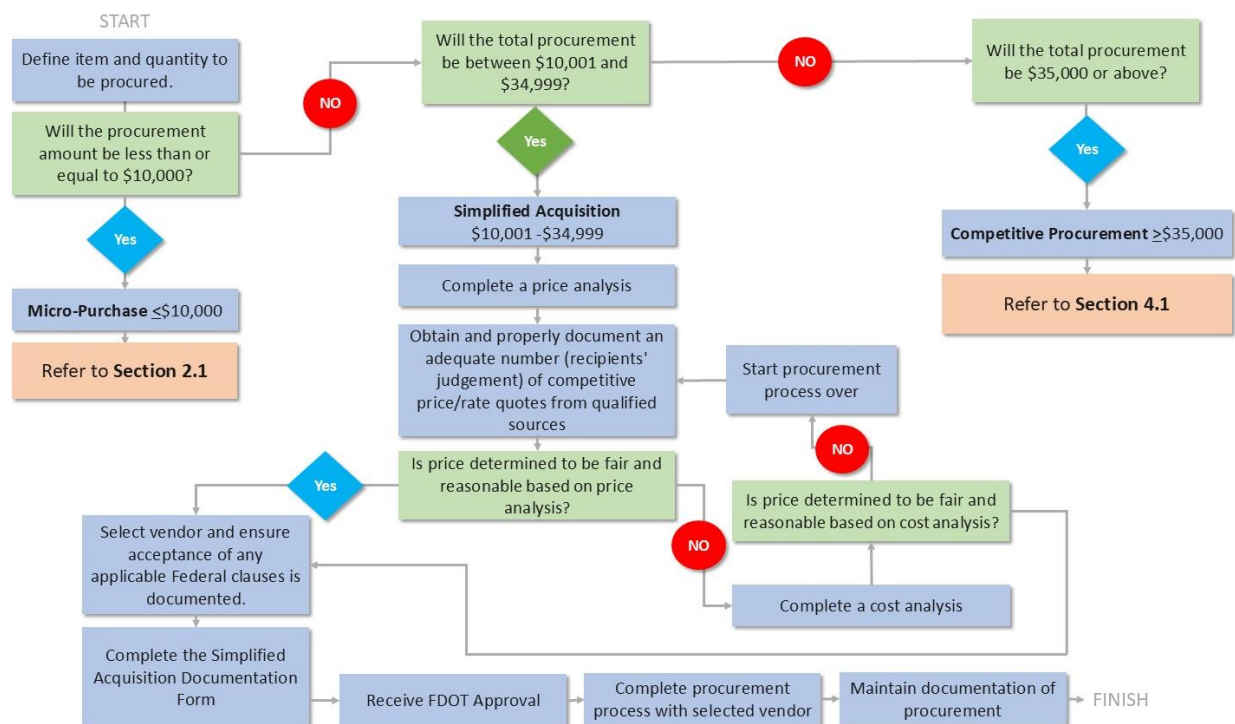 START
Define item and quantity to
be procured.
Will the procurement
amount be less than or
equal to $10,000?
Yes
Micro-Purchase ≤$10,000
Refer to Section 2.1
NO
Will the total procurement
be between $10,001 and
$34,999?
NO
Will the total procurement
be $35,000 or above?
Yes
Competitive Procurement ≥$35,000
Refer to Section 4.1
Yes
Simplified Acquisition
$10,001 -$34,999
Complete a price analysis
Obtain and properly document an
adequate number (recipients'
judgement) of competitive
price/rate quotes from qualified
sources
Is price determined to be fair and
reasonable based on price
analysis?
NO
Complete a cost analysis
Is price determined to be fair and
reasonable based on cost analysis?
NO
Start procurement
process over
Yes
Select vendor and ensure
acceptance of any
applicable Federal clauses is
documented.
Complete the Simplified
Acquisition Documentation
Form
Receive FDOT Approval
Complete procurement
process with selected vendor
Maintain documentation of
procurement
FINISH